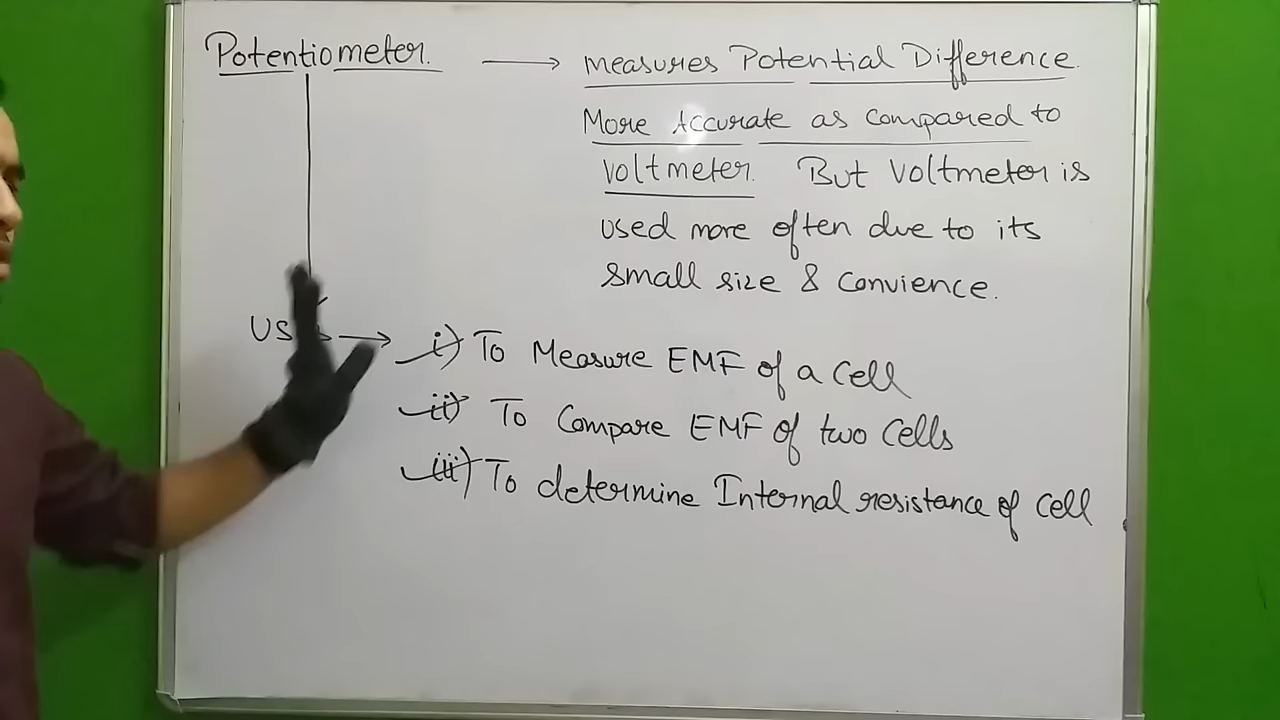 Potentiometer. → Measures Potential Difference.
More Accurate as compared to
voltmeter. But Voltmeter is
used more often due to its
small size & Convience.
→ i) To Measure EMF of a Cell
ii) To Compare EMF of two Cells
iii) To determine Internal resistance of Cell